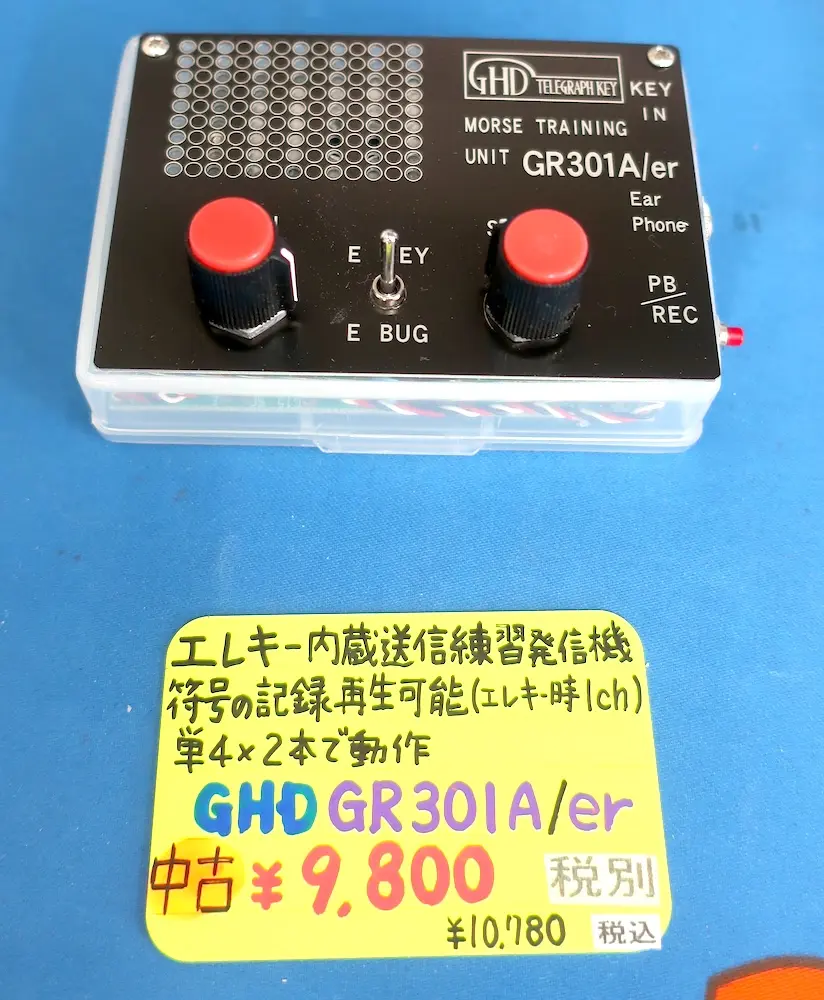 GHD TELEGRAPH KEY
KEY IN
MORSE TRAINING
UNIT GR301A/er
Ear
Phone
E EY
PB/REC
E BUG
エレキー内蔵送信練習発信機
符号の記録再生可能(エレキー時1ch)
単4×2本で動作
GHD GR301A/er
中古 ¥9,800 税別
¥10,780 税込